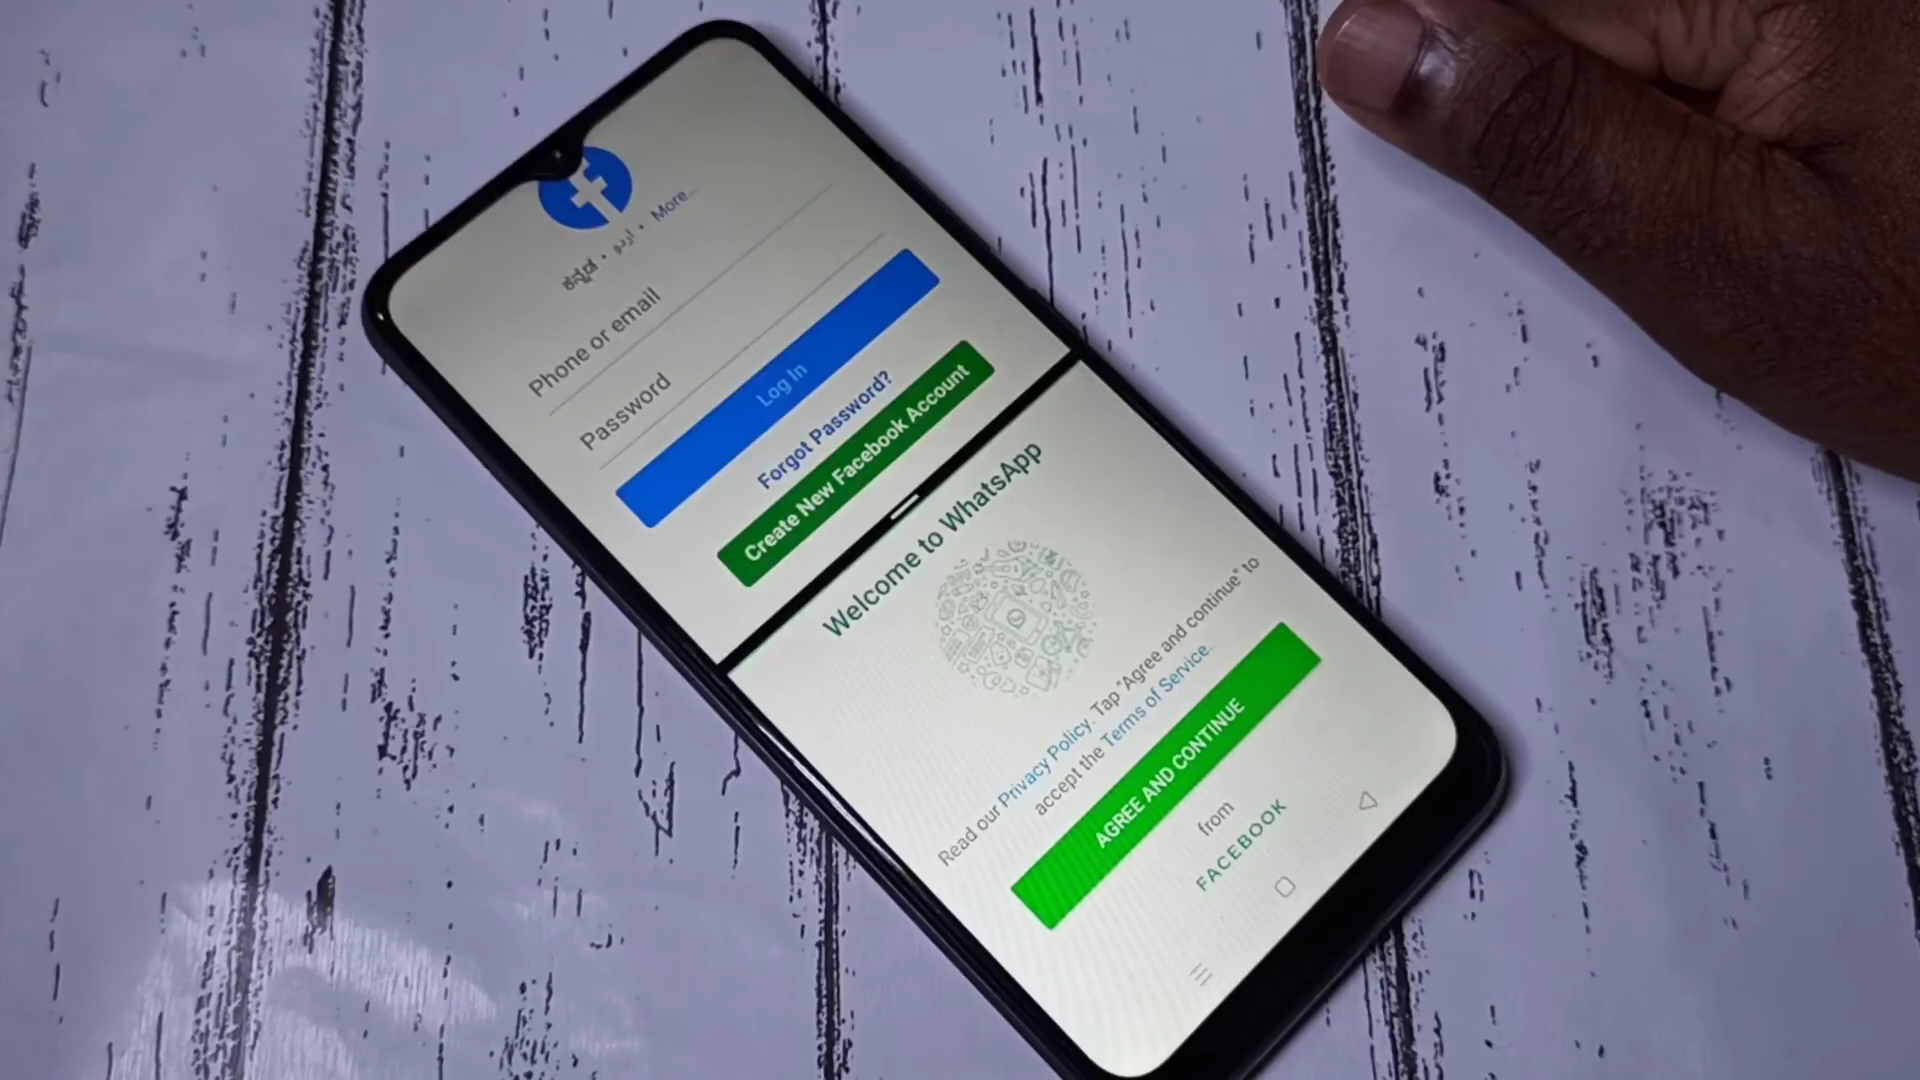 ಕನ್ನಡ · اردو · More...
Phone or email
Password
Log In
Forgot Password?
Create New Facebook Account
Welcome to WhatsApp
Read our Privacy Policy. Tap "Agree and continue" to
accept the Terms of Service.
AGREE AND CONTINUE
from
FACEBOOK